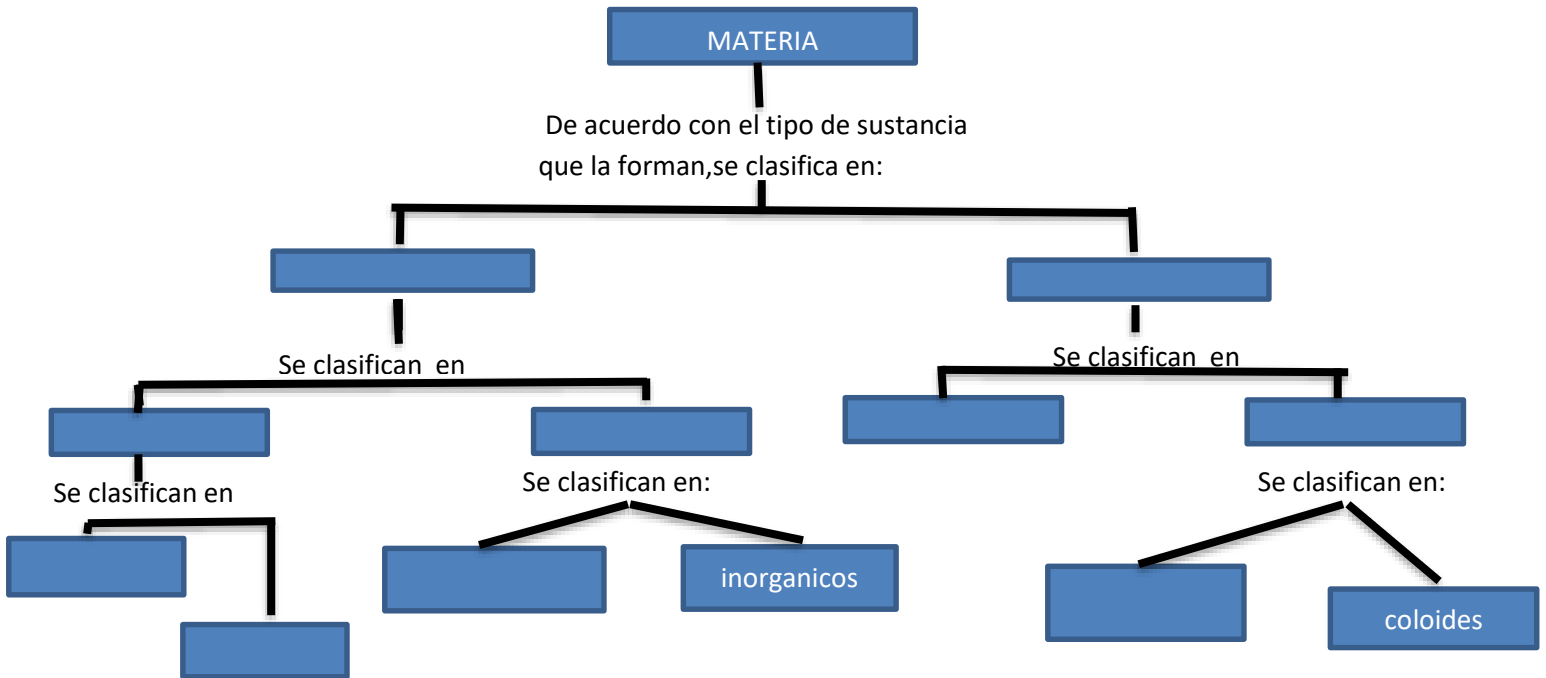 MATERIA
De acuerdo con el tipo de sustancia
que la forman,se clasifica en:
Se clasifican en
Se clasifican en
Se clasifican en
Se clasifican en:
Se clasifican en:
inorganicos
coloides